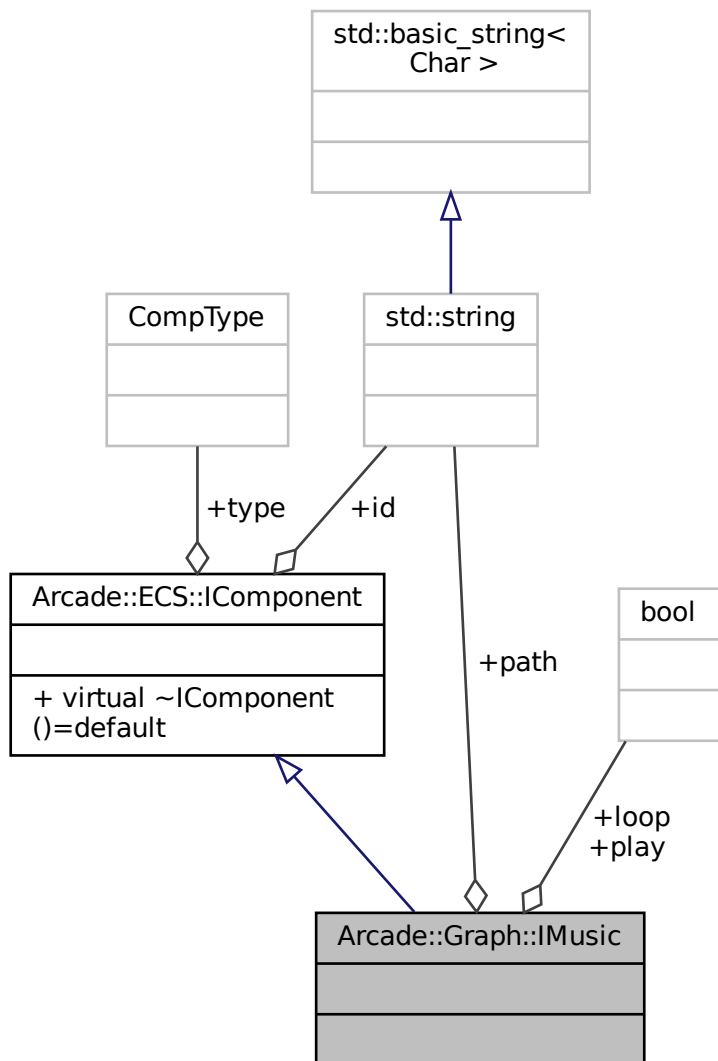 std::basic_string<
Char >
CompType
std::string
+type
+id
Arcade::ECS::IComponent
+ virtual ~IComponent
()=default
bool
+path
+loop
+play
Arcade::Graph::IMusic